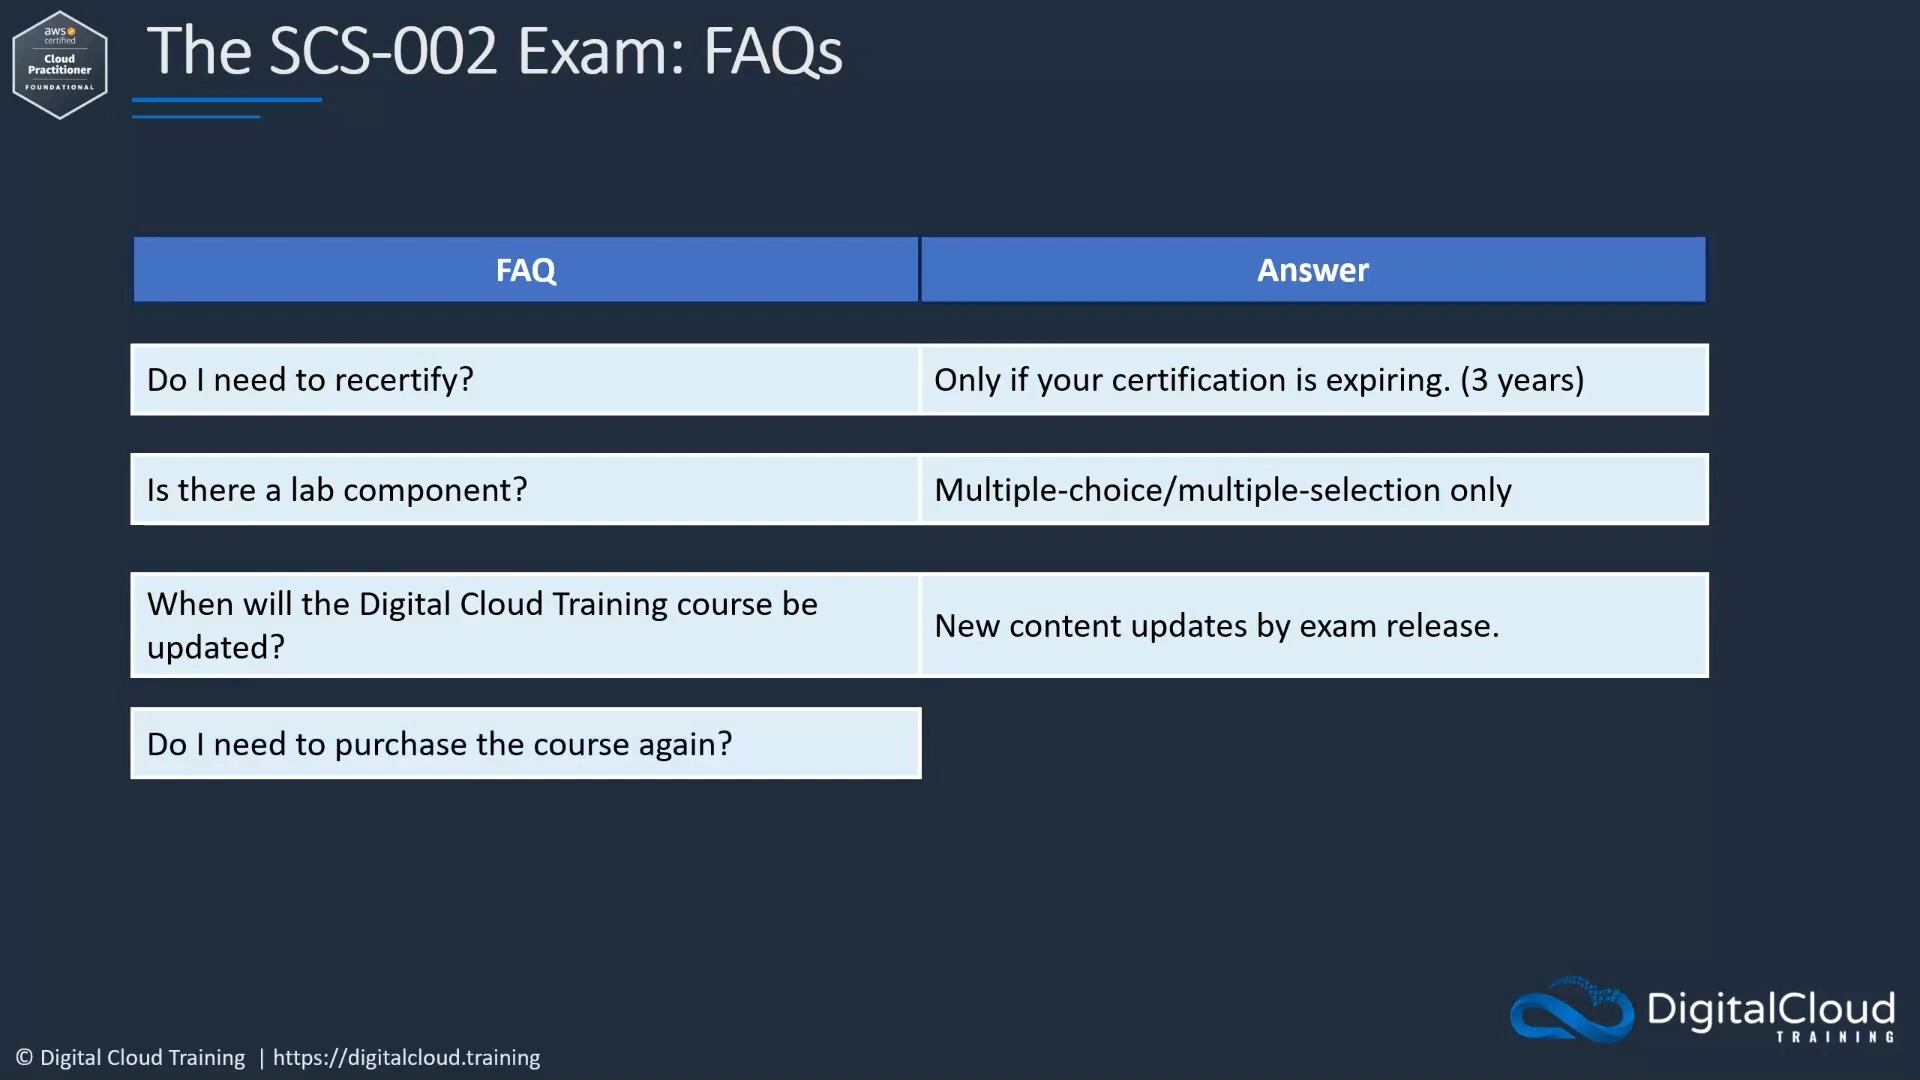 aws
certified
Cloud
Practitioner
FOUNDATIONAL
The SCS-002 Exam: FAQs
FAQ
Answer
Do I need to recertify?
Only if your certification is expiring. (3 years)
Is there a lab component?
Multiple-choice/multiple-selection only
When will the Digital Cloud Training course be
updated?
New content updates by exam release.
Do I need to purchase the course again?
DigitalCloud
TRAINING
© Digital Cloud Training | https://digitalcloud.training